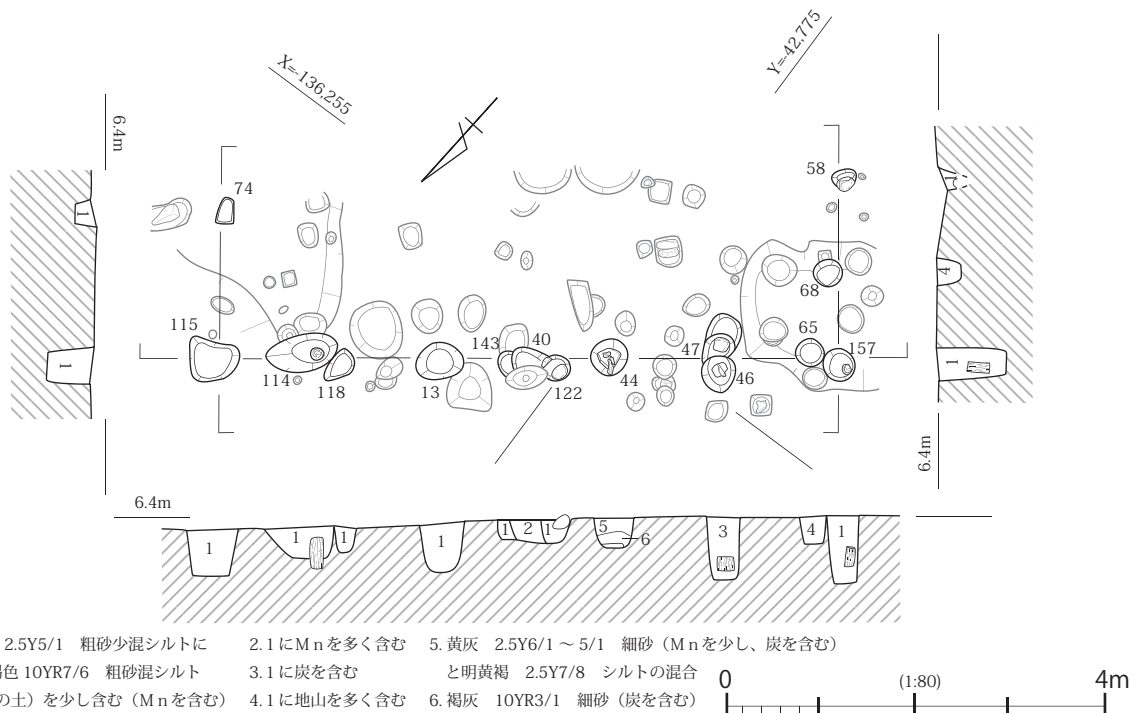 X=-136,255
Y=-42,775
6.4m
74
58
1
1
4
68
115
143
40
65
157
47
1
1
114
118
13
122
44
46
6.4m
6.4m
1
1
1
1
1
2
1
5
6
3
4
1
2.5Y5/1 粗砂少混シルトに
2.1にMnを多く含む
5.黄灰 2.5Y6/1～5/1 細砂（Mnを少し、炭を含む）
色 10YR7/6 粗砂混シルト
3.1に炭を含む
と明黄褐 2.5Y7/8 シルトの混合
の土）を少し含む（Mnを含む）
4.1に地山を多く含む
6.褐灰 10YR3/1 細砂（炭を含む）
0
(1:80)
4m